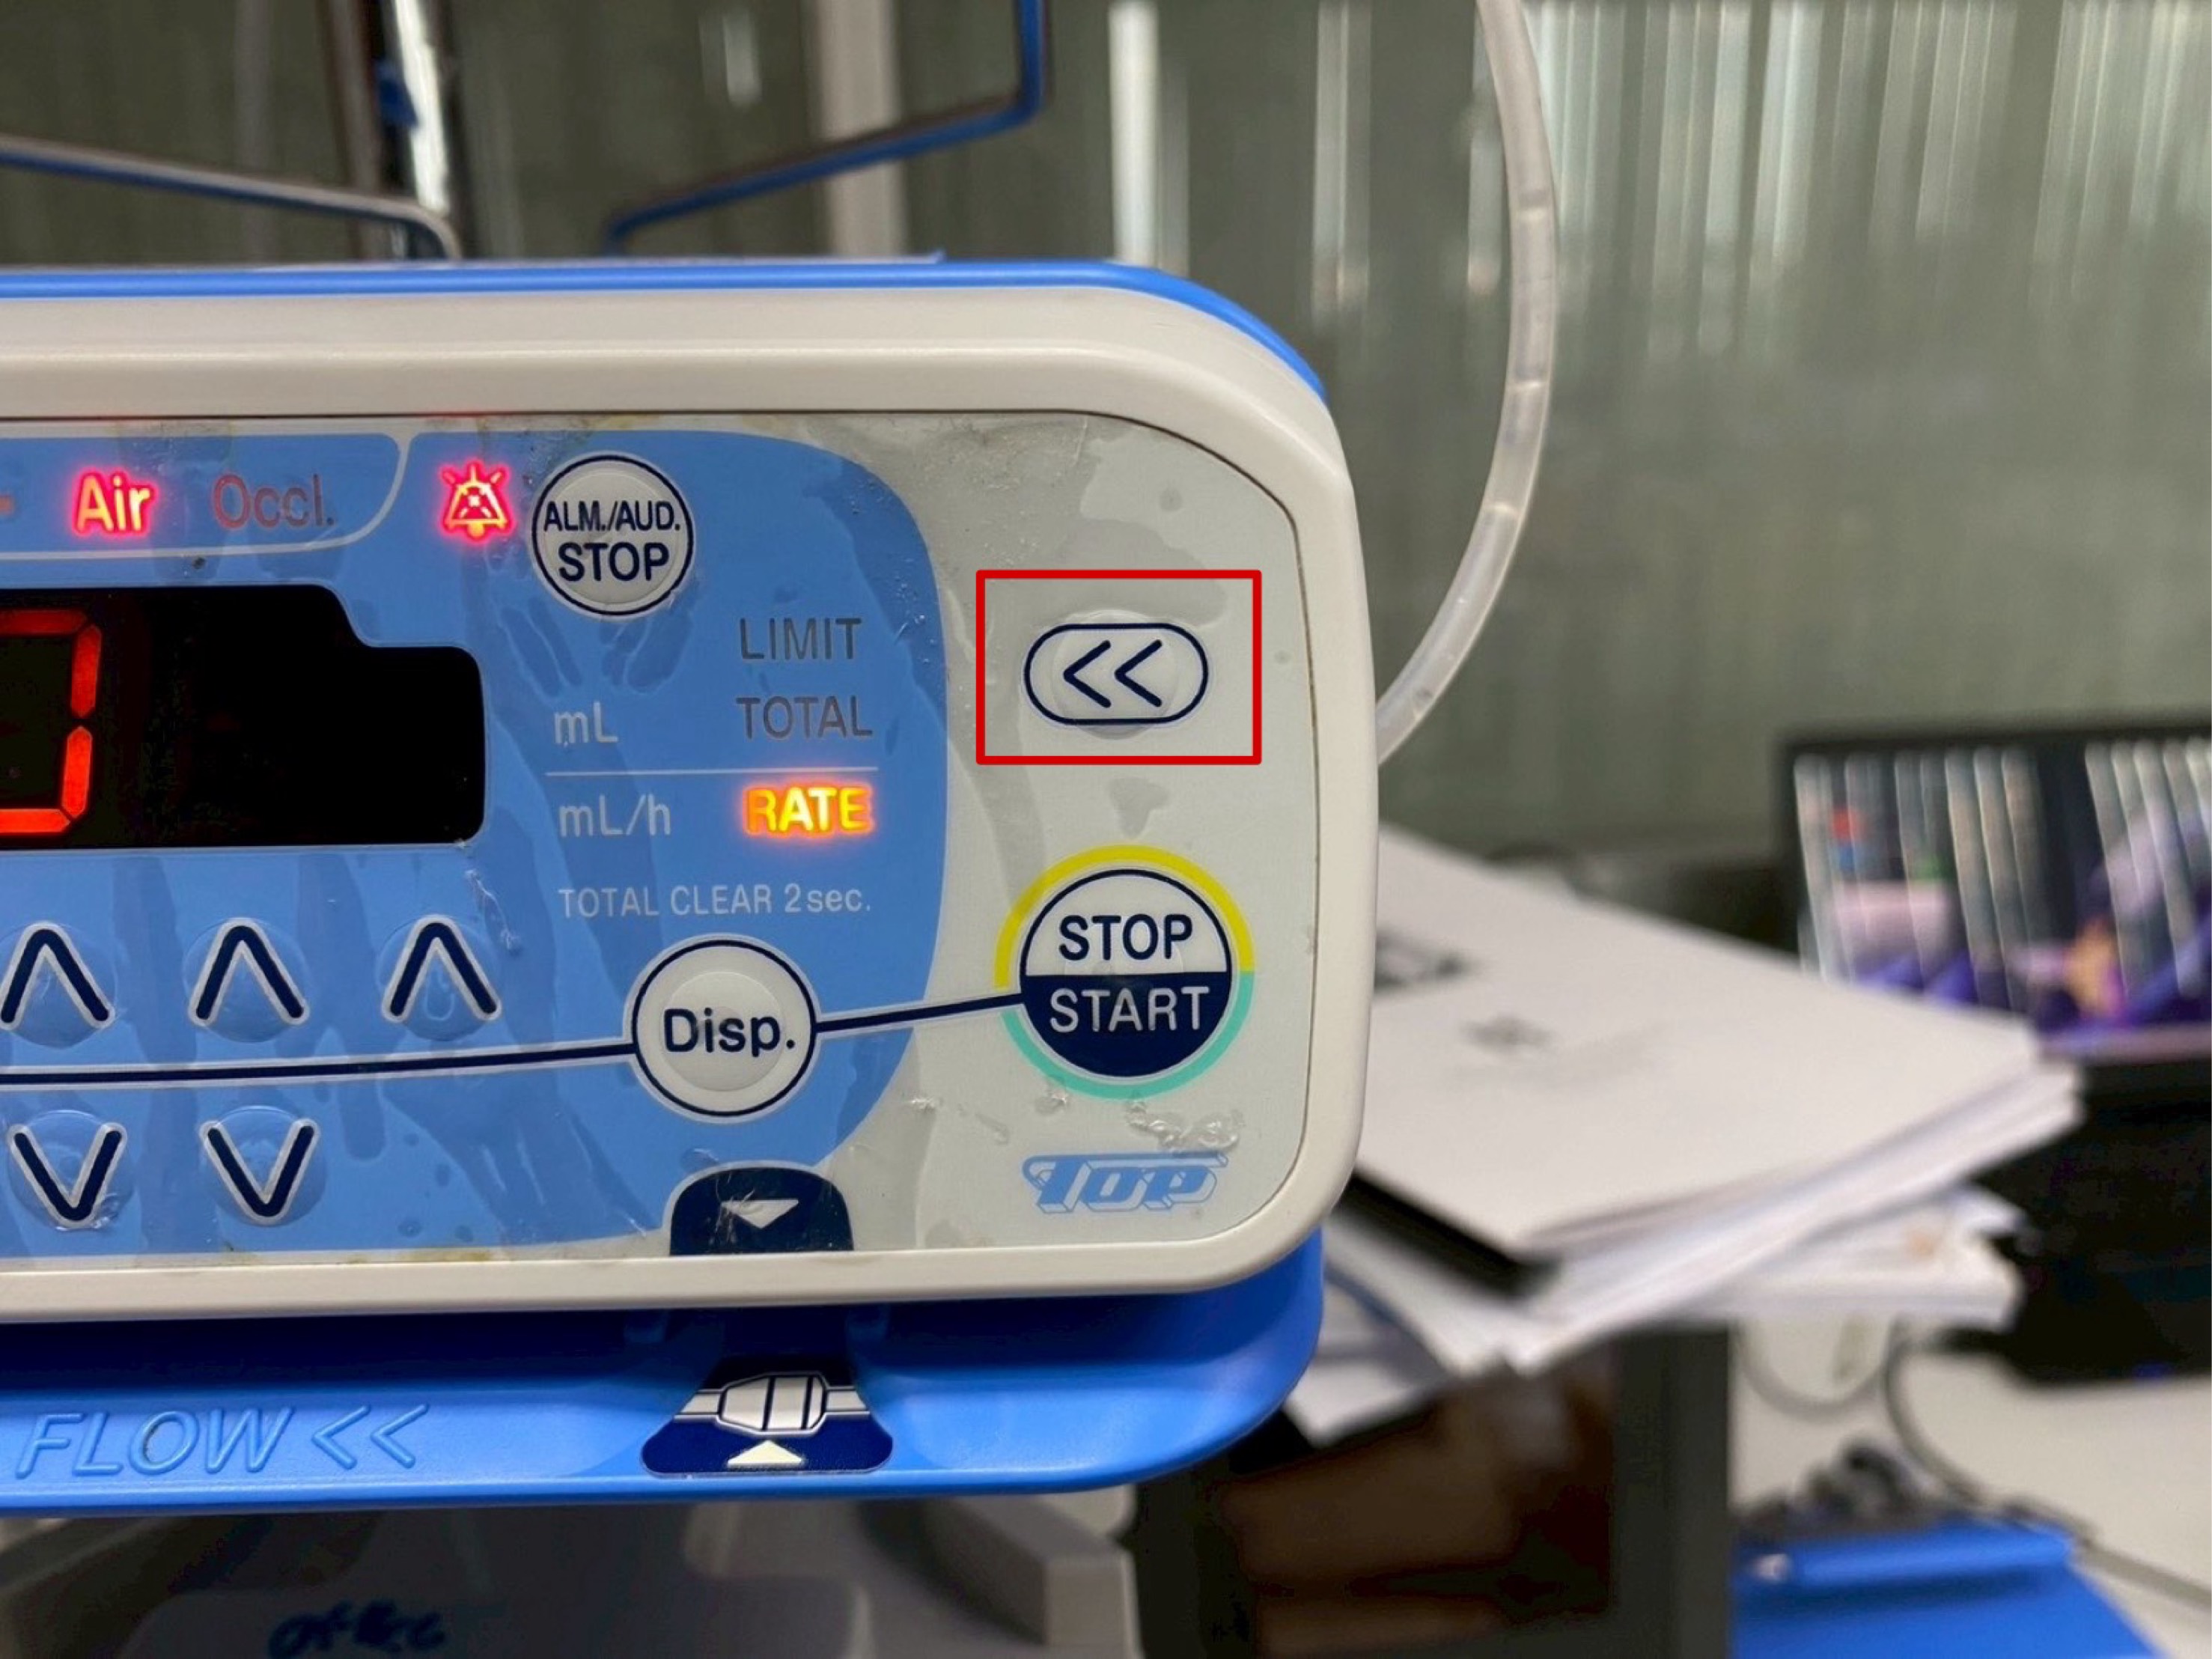 Air Occl.
ALM./AUD.
STOP
LIMIT
mL TOTAL
mL/h RATE
TOTAL CLEAR 2sec.
<<
STOP
START
Disp.
TOP
FLOW <<